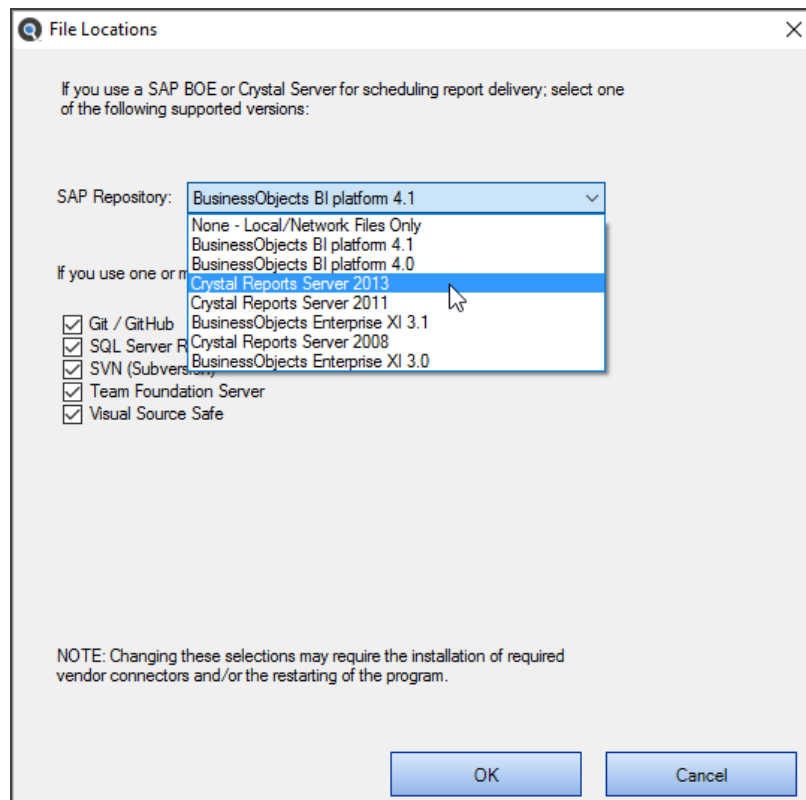 File Locations
If you use a SAP BOE or Crystal Server for scheduling report delivery; select one
of the following supported versions:
SAP Repository: BusinessObjects BI platform 4.1
None - Local/Network Files Only
BusinessObjects BI platform 4.1
BusinessObjects BI platform 4.0
If you use one or
Crystal Reports Server 2013
Crystal Reports Server 2011
Git / GitHub
BusinessObjects Enterprise XI 3.1
SQL Server
Crystal Reports Server 2008
SVN (Subversion)
BusinessObjects Enterprise XI 3.0
Team Foundation Server
Visual Source Safe
NOTE: Changing these selections may require the installation of required
vendor connectors and/or the restarting of the program.
OK Cancel